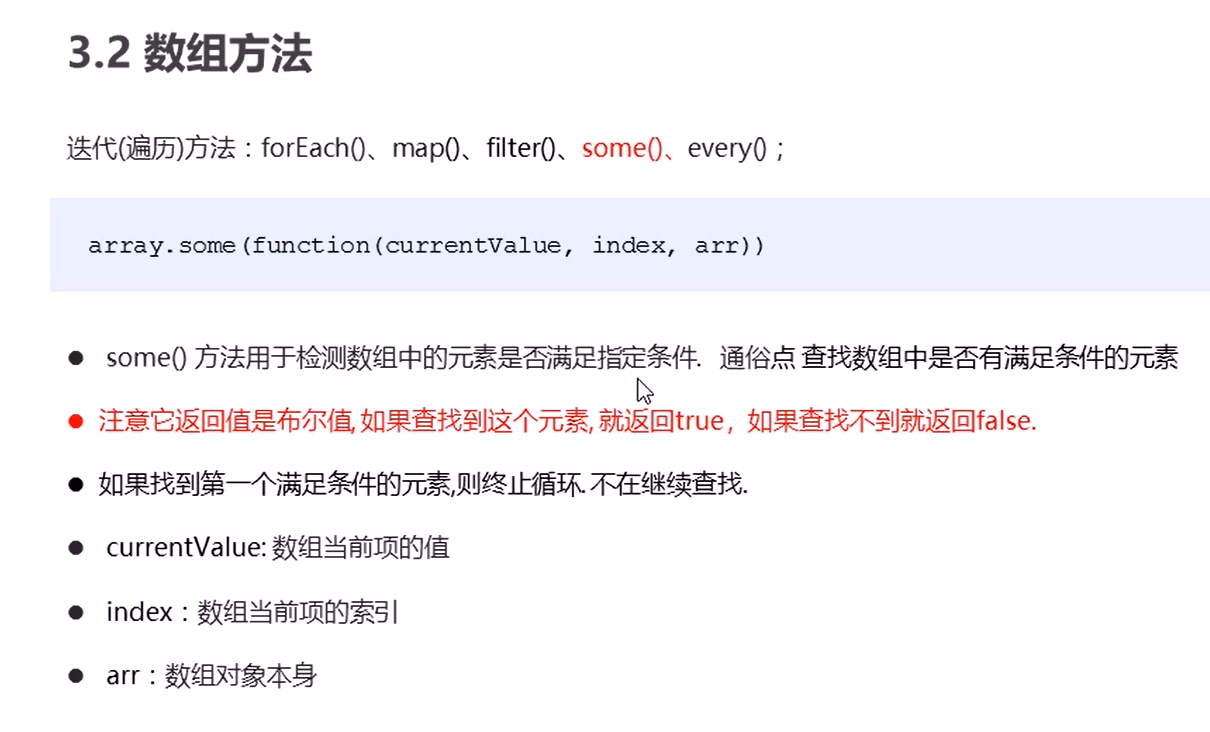 3.2 数组方法
迭代(遍历)方法：forEach()、map()、filter()、some()、every()；
array.some(function(currentValue, index, arr))
● some() 方法用于检测数组中的元素是否满足指定条件. 通俗点 查找数组中是否有满足条件的元素
● 注意它返回值是布尔值, 如果查找到这个元素, 就返回true，如果查找不到就返回false.
● 如果找到第一个满足条件的元素,则终止循环. 不在继续查找.
● currentValue: 数组当前项的值
● index：数组当前项的索引
● arr：数组对象本身